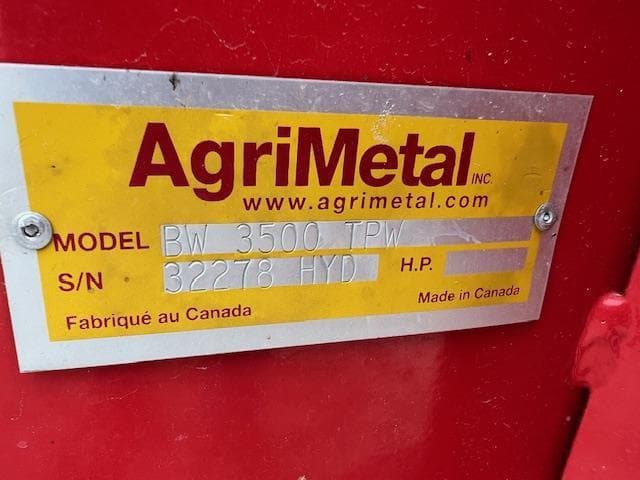 AgriMetal INC.
www.agrimetal.com
MODEL BW 3500 TPW
S/N 32278 HYD H.P.
Fabriqué au Canada Made in Canada